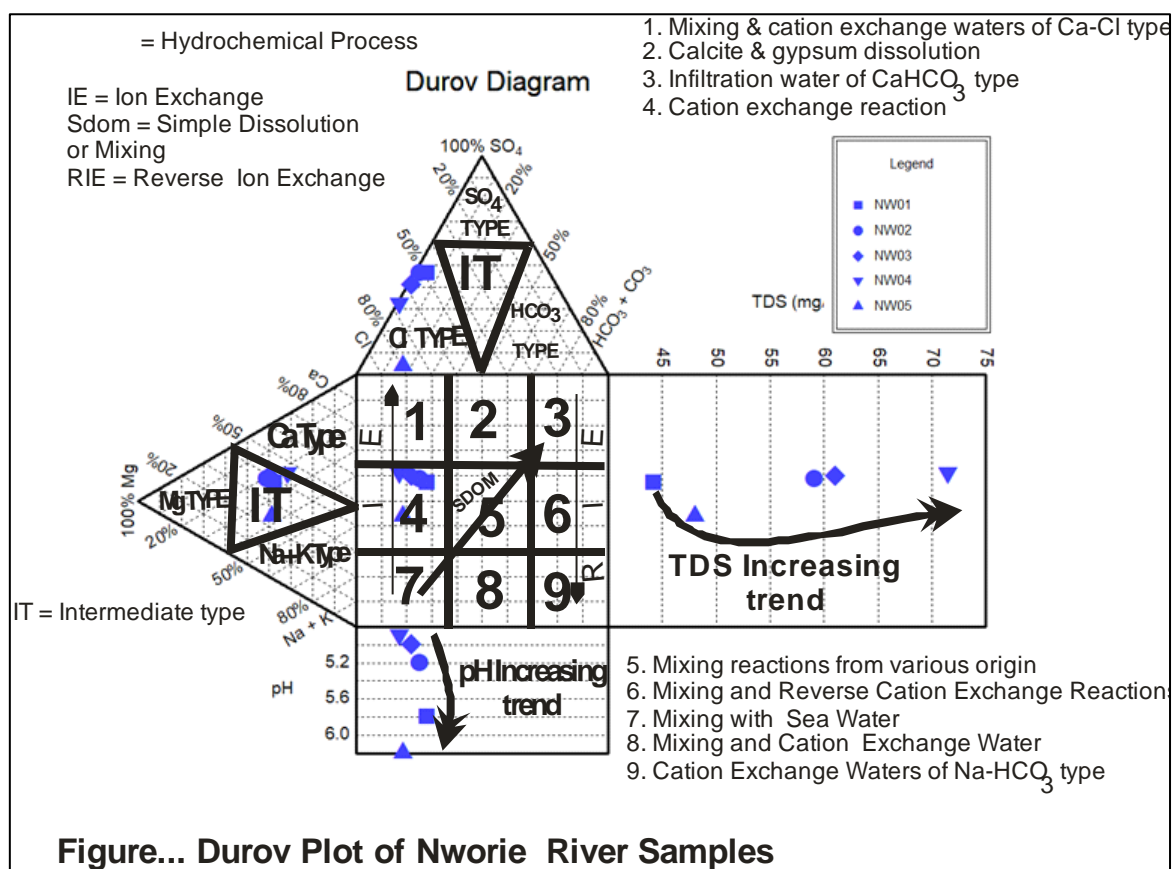 = Hydrochemical Process
IE = Ion Exchange
Sdom = Simple Dissolution
or Mixing
RIE = Reverse Ion Exchange
Durov Diagram
1. Mixing & cation exchange waters of Ca-Cl type
2. Calcite & gypsum dissolution
3. Infiltration water of CaHCO3 type
4. Cation exchange reaction
Legend
NW01
NW02
NW03
NW04
NW05
100% SO4
20%
20%
SO4
TYPE
50%
50%
IT
80%
80%
Cl
HCO3 + CO3
Cl TYPE
HCO3
TYPE
TDS (mg
45
50
55
60
65
70
75
Ca
80%
50%
20%
100% Mg
20%
50%
80%
Na + K
Ca Type
Mg TYPE
IT
Na+K Type
1
2
3
4
5
6
7
8
9
I E
SDOM
R I E
TDS Increasing
trend
IT = Intermediate type
pH
5.2
5.6
6.0
pH Increasing
trend
5. Mixing reactions from various origin
6. Mixing and Reverse Cation Exchange Reactions
7. Mixing with Sea Water
8. Mixing and Cation Exchange Water
9. Cation Exchange Waters of Na-HCO3 type
Figure... Durov Plot of Nworie River Samples